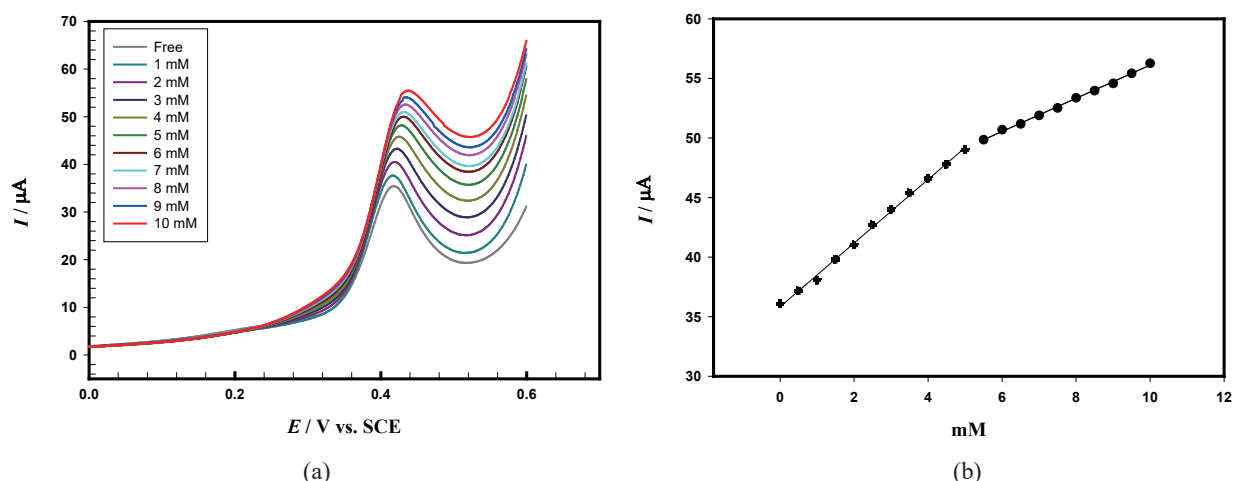 70
60
50
40
30
20
10
0
I / μA
Free
1 mM
2 mM
3 mM
4 mM
5 mM
6 mM
7 mM
8 mM
9 mM
10 mM
0.0 0.2 0.4 0.6
E / V vs. SCE
(a)
60
55
50
45
40
35
30
I / μA
0 2 4 6 8 10 12
mM
(b)